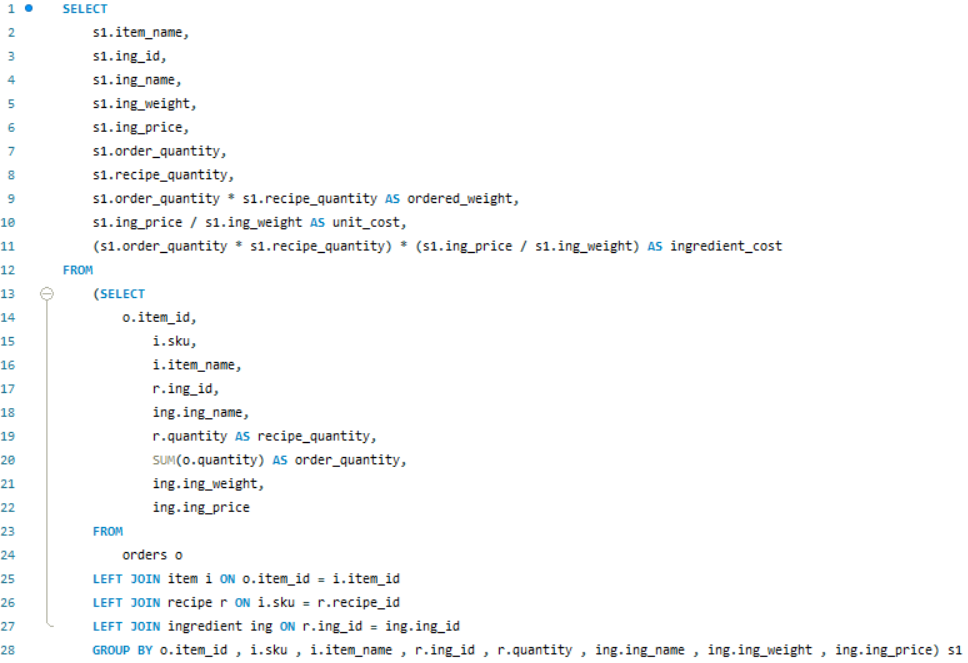 1 SELECT
2 s1.item_name,
3 s1.ing_id,
4 s1.ing_name,
5 s1.ing_weight,
6 s1.ing_price,
7 s1.order_quantity,
8 s1.recipe_quantity,
9 s1.order_quantity * s1.recipe_quantity AS ordered_weight,
10 s1.ing_price / s1.ing_weight AS unit_cost,
11 (s1.order_quantity * s1.recipe_quantity) * (s1.ing_price / s1.ing_weight) AS ingredient_cost
12 FROM
13 (SELECT
14 o.item_id,
15 i.sku,
16 i.item_name,
17 r.ing_id,
18 ing.ing_name,
19 r.quantity AS recipe_quantity,
20 SUM(o.quantity) AS order_quantity,
21 ing.ing_weight,
22 ing.ing_price
23 FROM
24 orders o
25 LEFT JOIN item i ON o.item_id = i.item_id
26 LEFT JOIN recipe r ON i.sku = r.recipe_id
27 LEFT JOIN ingredient ing ON r.ing_id = ing.ing_id
28 GROUP BY o.item_id , i.sku , i.item_name , r.ing_id , r.quantity , ing.ing_name , ing.ing_weight , ing.ing_price) s1